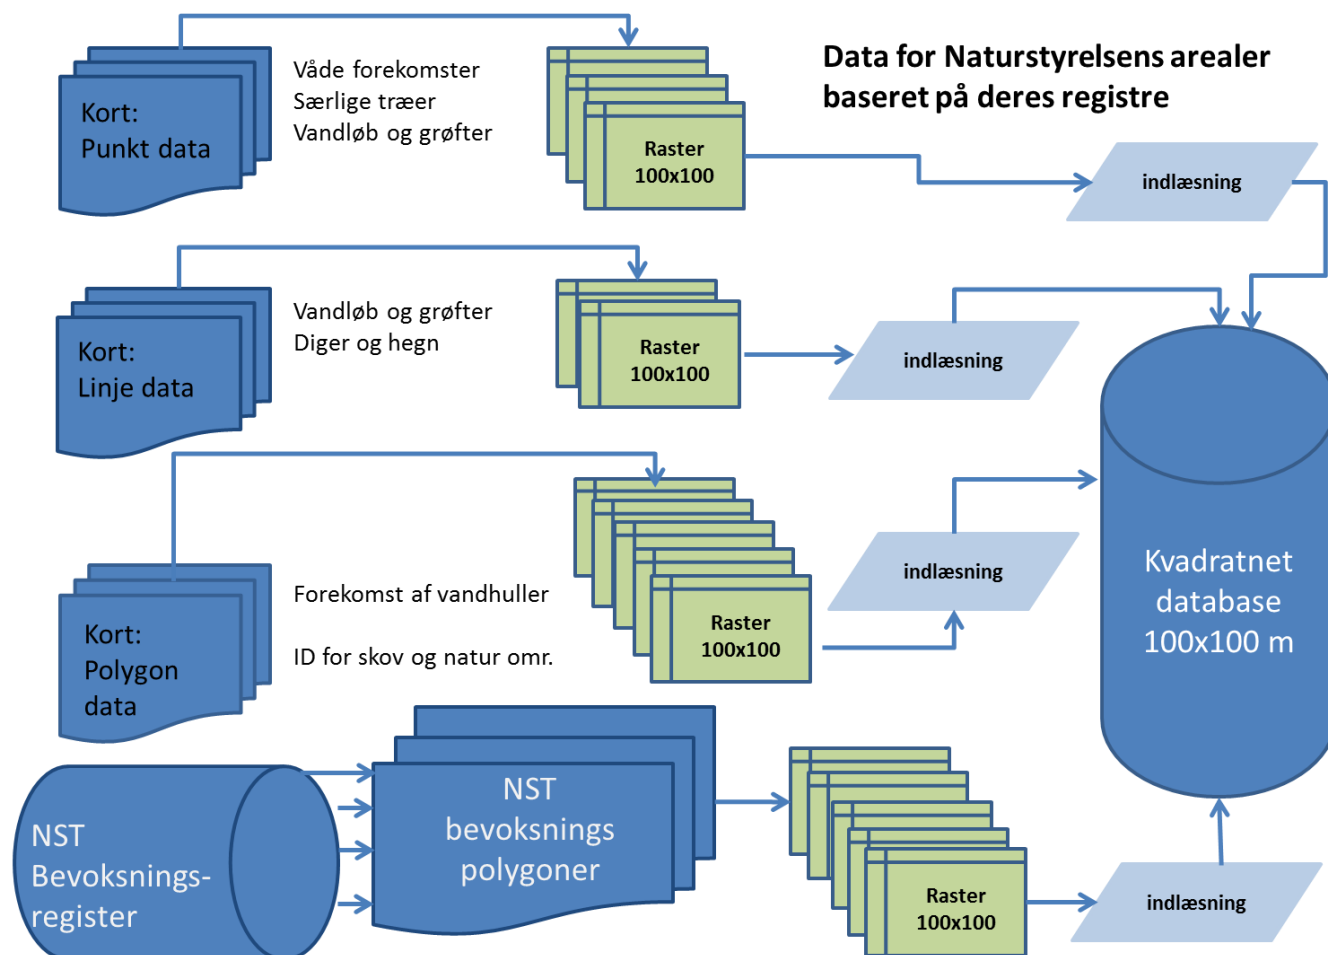 Data for Naturstyrelsens arealer
baseret på deres registre
Kort:
Punkt data
Våde forekomster
Særlige træer
Vandløb og grøfter
Raster
100x100
indlæsning
Kort:
Linje data
Vandløb og grøfter
Diger og hegn
Raster
100x100
indlæsning
Kort:
Polygon
data
Forekomst af vandhuller
ID for skov og natur omr.
Raster
100x100
indlæsning
Kvadratnet
database
100x100 m
NST
Bevoksnings-
register
NST
bevoksnings
polygoner
Raster
100x100
indlæsning